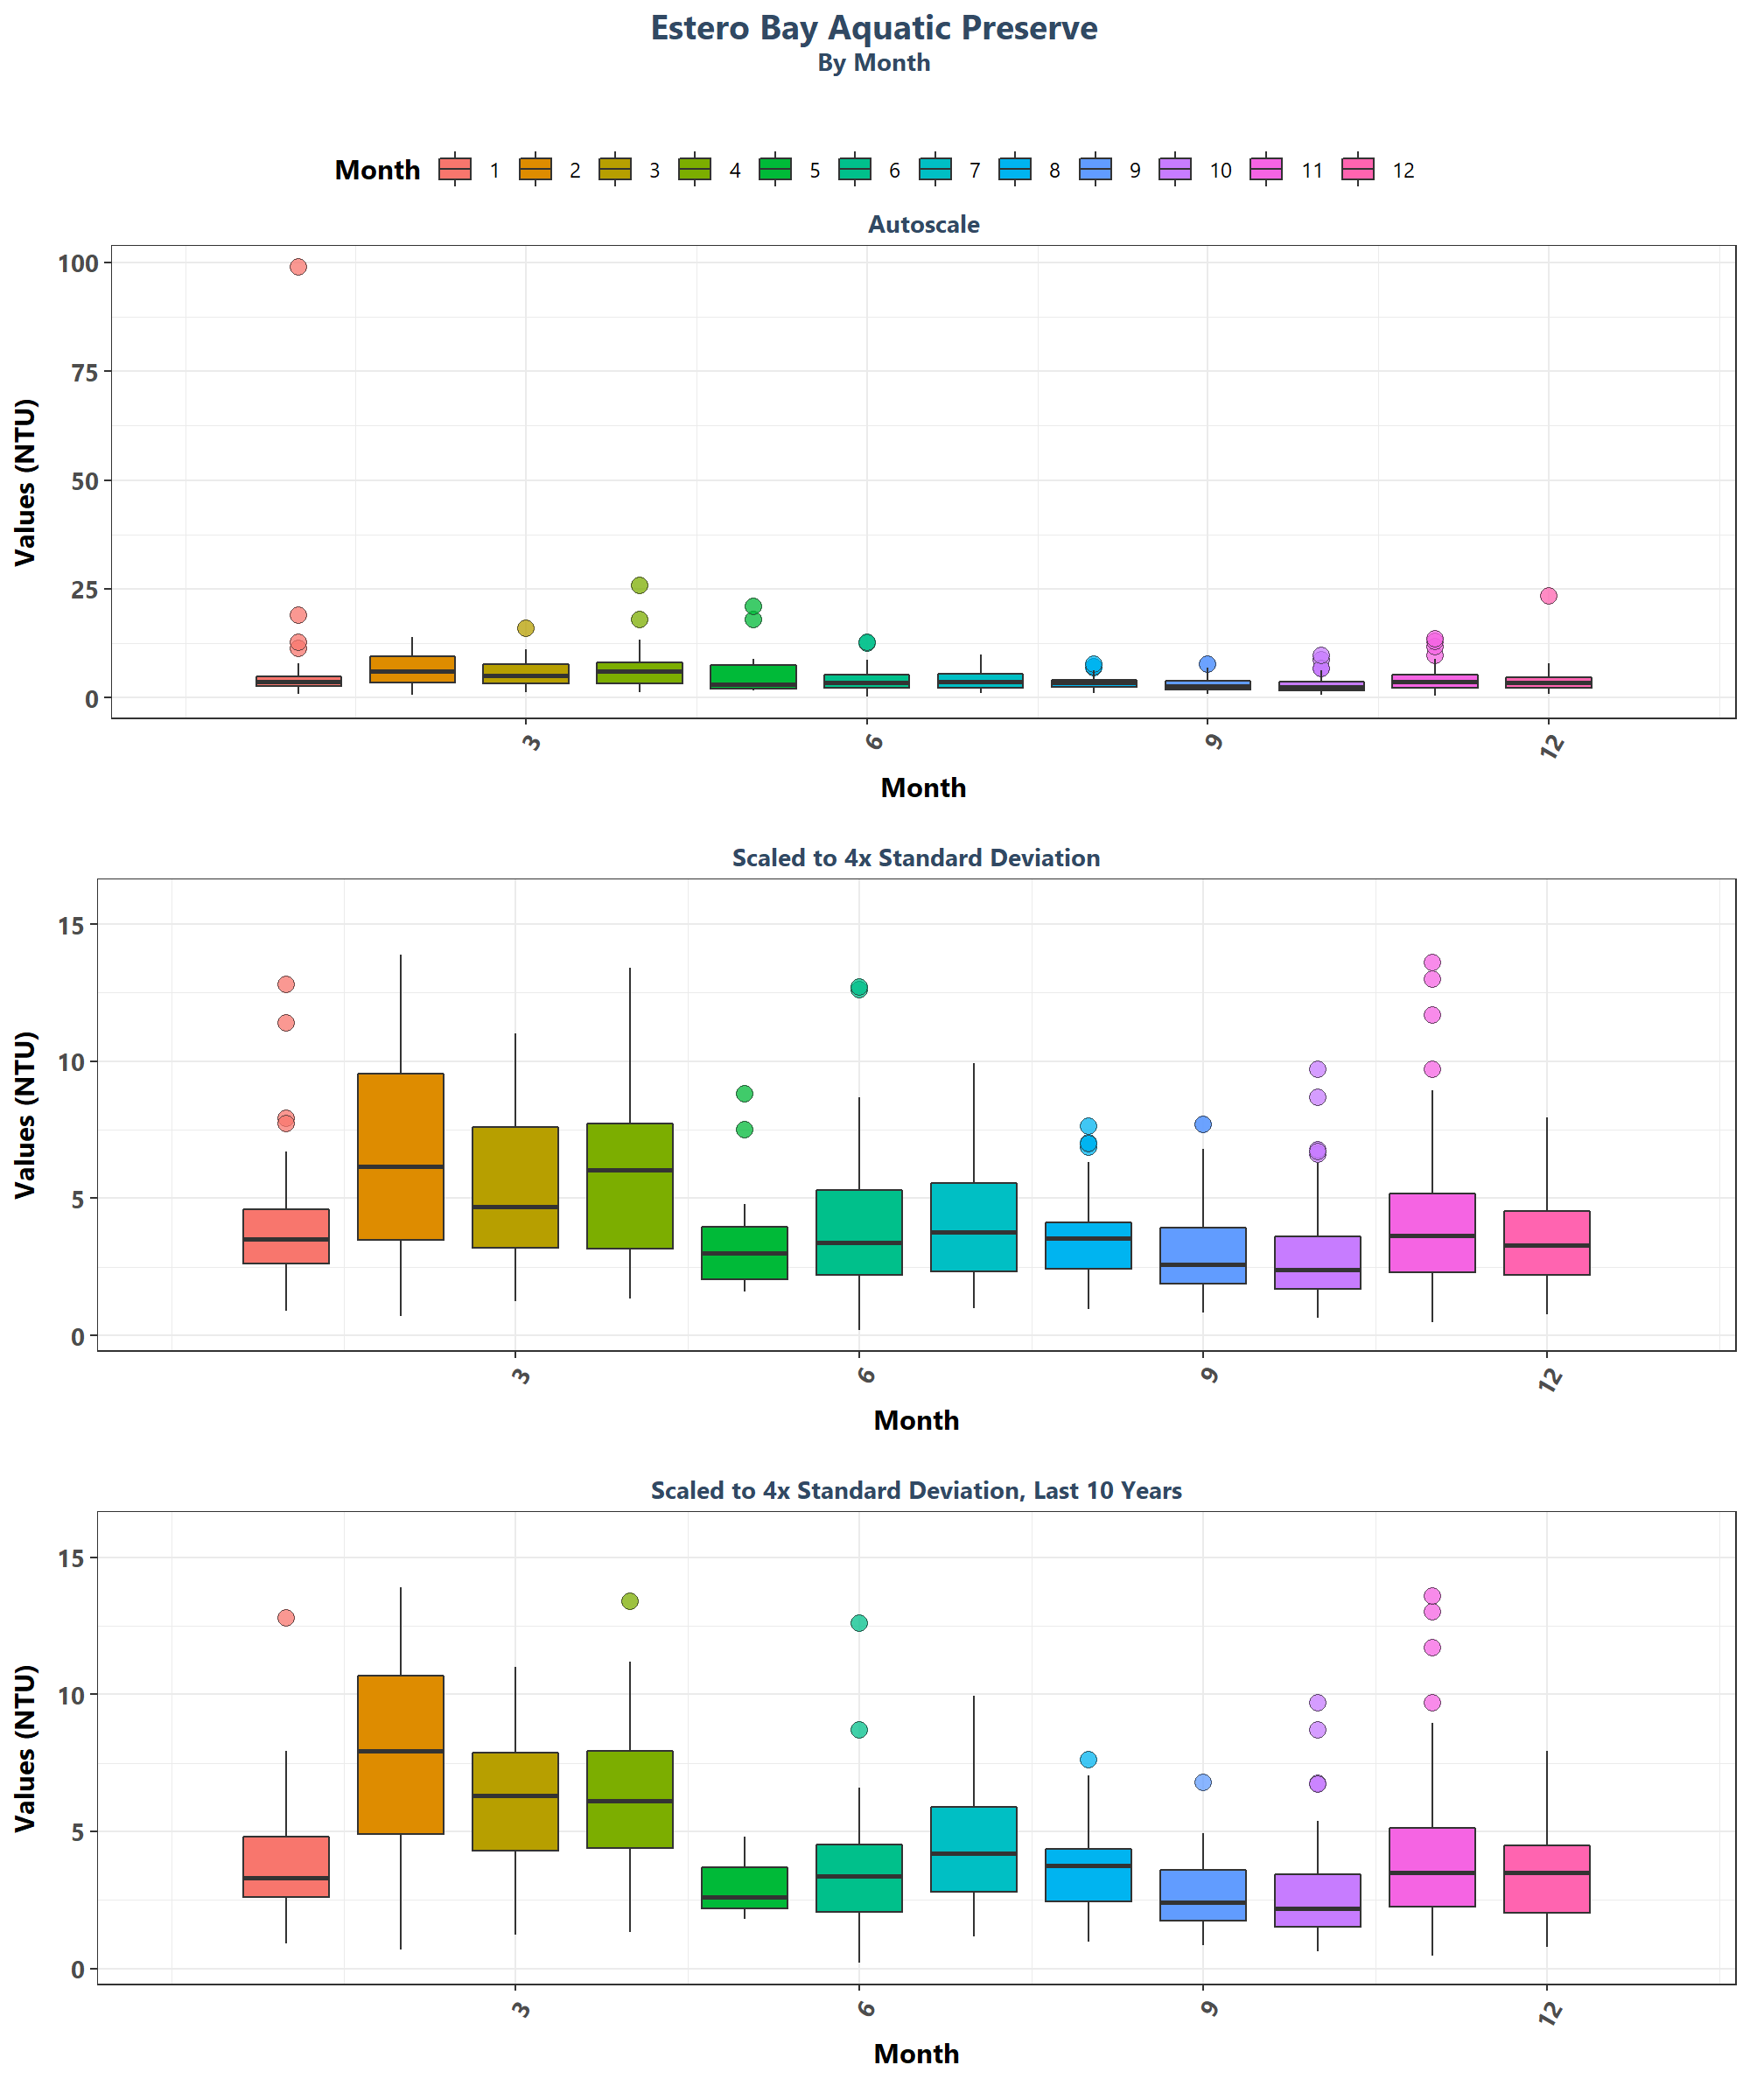 Estero Bay Aquatic Preserve
By Month
Month 1 2 3 4 5 6 7 8 9 10 11 12
Autoscale
Values (NTU)
100
75
50
25
0
3 6 9 12
Month
Scaled to 4x Standard Deviation
Values (NTU)
15
10
5
0
3 6 9 12
Month
Scaled to 4x Standard Deviation, Last 10 Years
Values (NTU)
15
10
5
0
3 6 9 12
Month